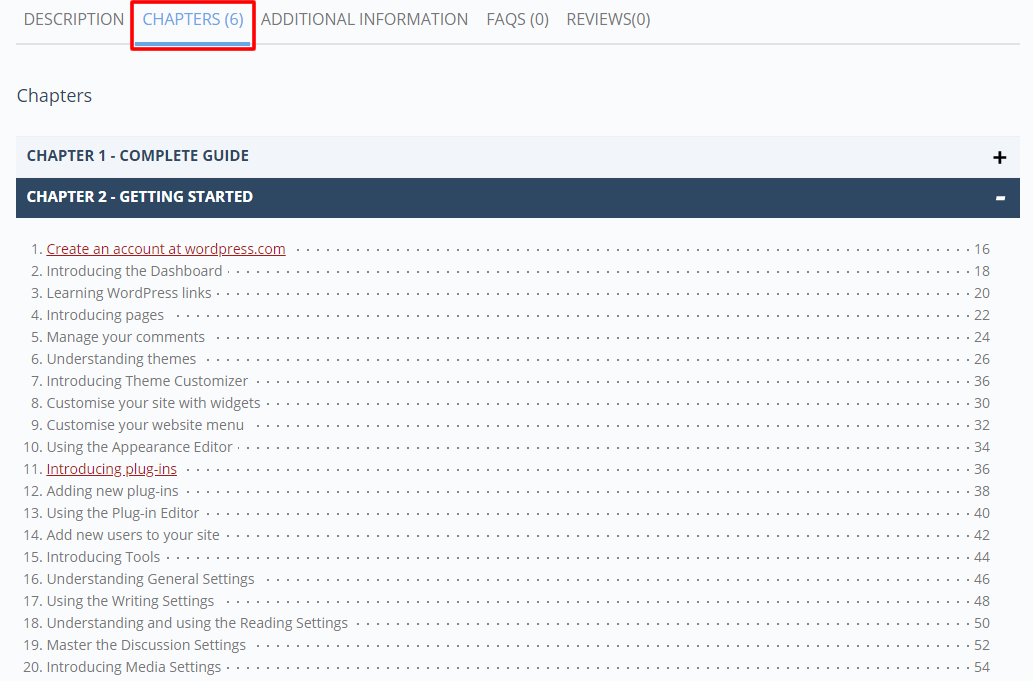 DESCRIPTION CHAPTERS (6) ADDITIONAL INFORMATION FAQS (0) REVIEWS(0)
Chapters
CHAPTER 1 - COMPLETE GUIDE +
CHAPTER 2 - GETTING STARTED -
1. Create an account at wordpress.com 16
2. Introducing the Dashboard 18
3. Learning WordPress links 20
4. Introducing pages 22
5. Manage your comments 24
6. Understanding themes 26
7. Introducing Theme Customizer 36
8. Customise your site with widgets 30
9. Customise your website menu 32
10. Using the Appearance Editor 34
11. Introducing plug-ins 36
12. Adding new plug-ins 38
13. Using the Plug-in Editor 40
14. Add new users to your site 42
15. Introducing Tools 44
16. Understanding General Settings 46
17. Using the Writing Settings 48
18. Understanding and using the Reading Settings 50
19. Master the Discussion Settings 52
20. Introducing Media Settings 54